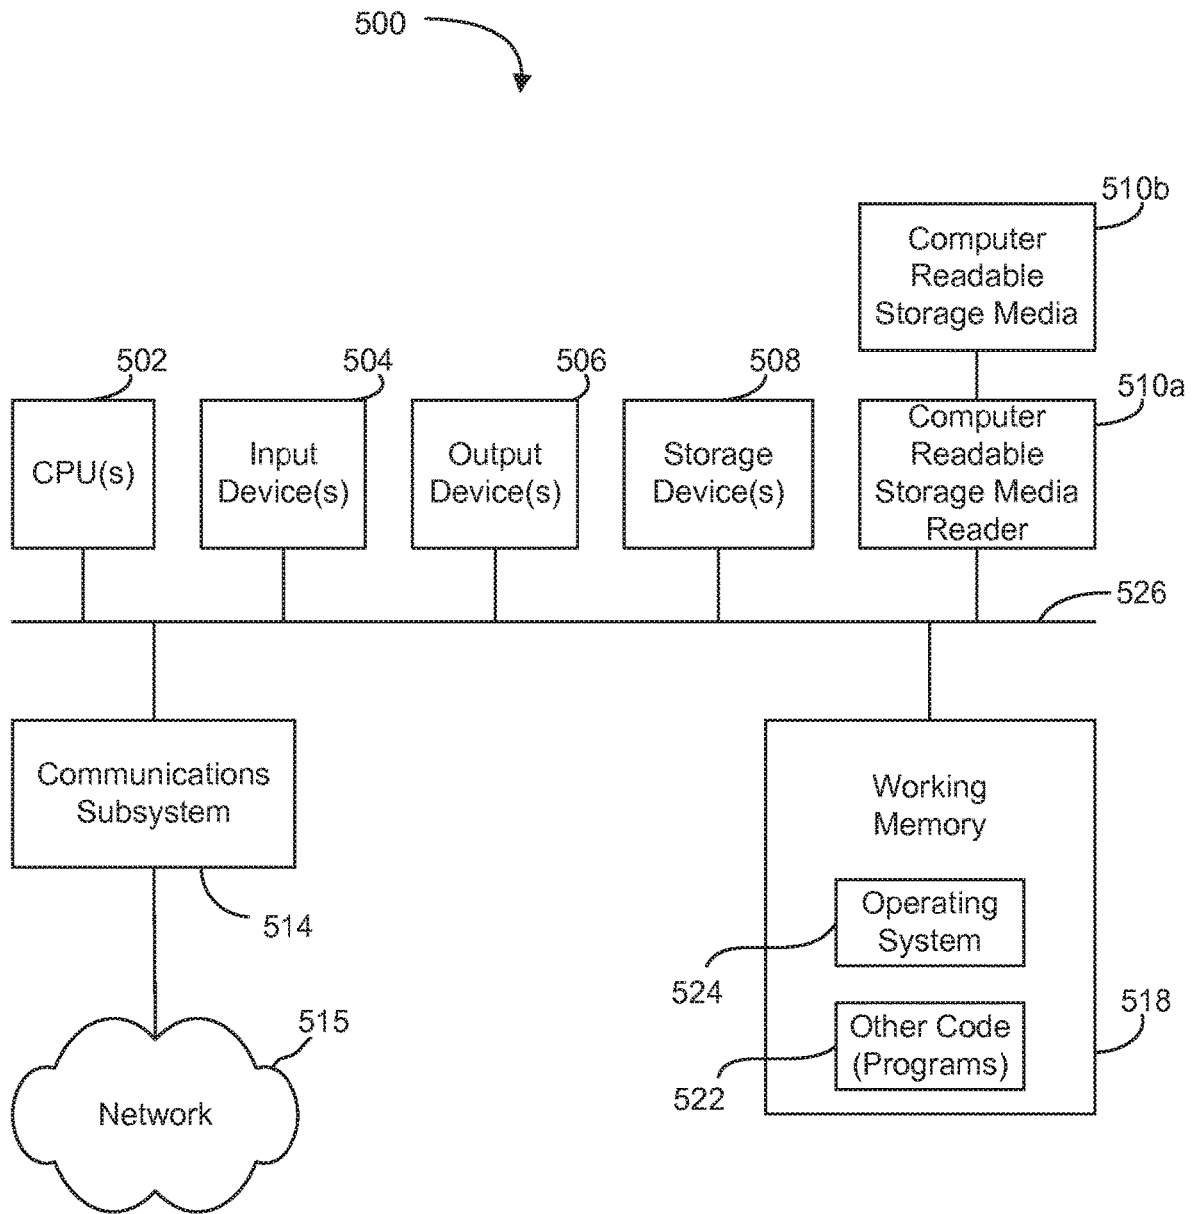 500
510b
Computer
Readable
Storage Media
502
504
506
508
510a
CPU(s)
Input
Device(s)
Output
Device(s)
Storage
Device(s)
Computer
Readable
Storage Media
Reader
526
Communications
Subsystem
514
Working
Memory
Operating
System
524
518
Other Code
(Programs)
522
515
Network